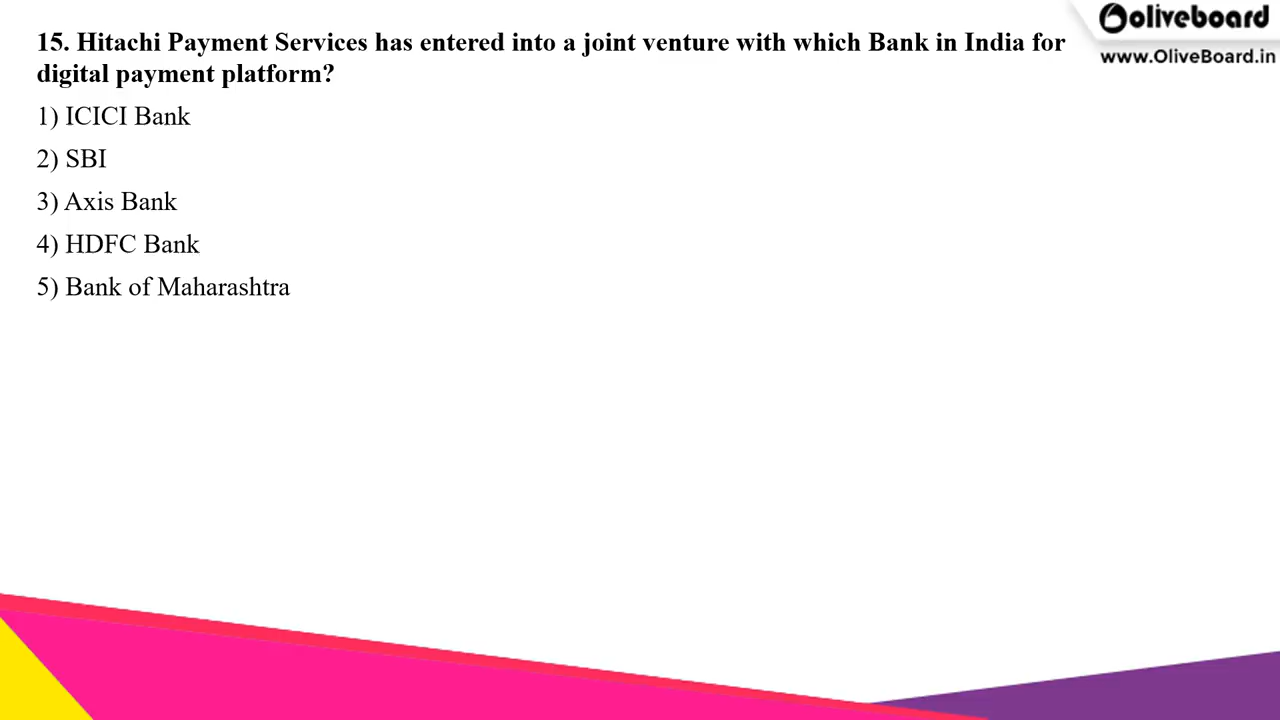 oliveboard
www.OliveBoard.in
15. Hitachi Payment Services has entered into a joint venture with which Bank in India for
digital payment platform?
1) ICICI Bank
2) SBI
3) Axis Bank
4) HDFC Bank
5) Bank of Maharashtra